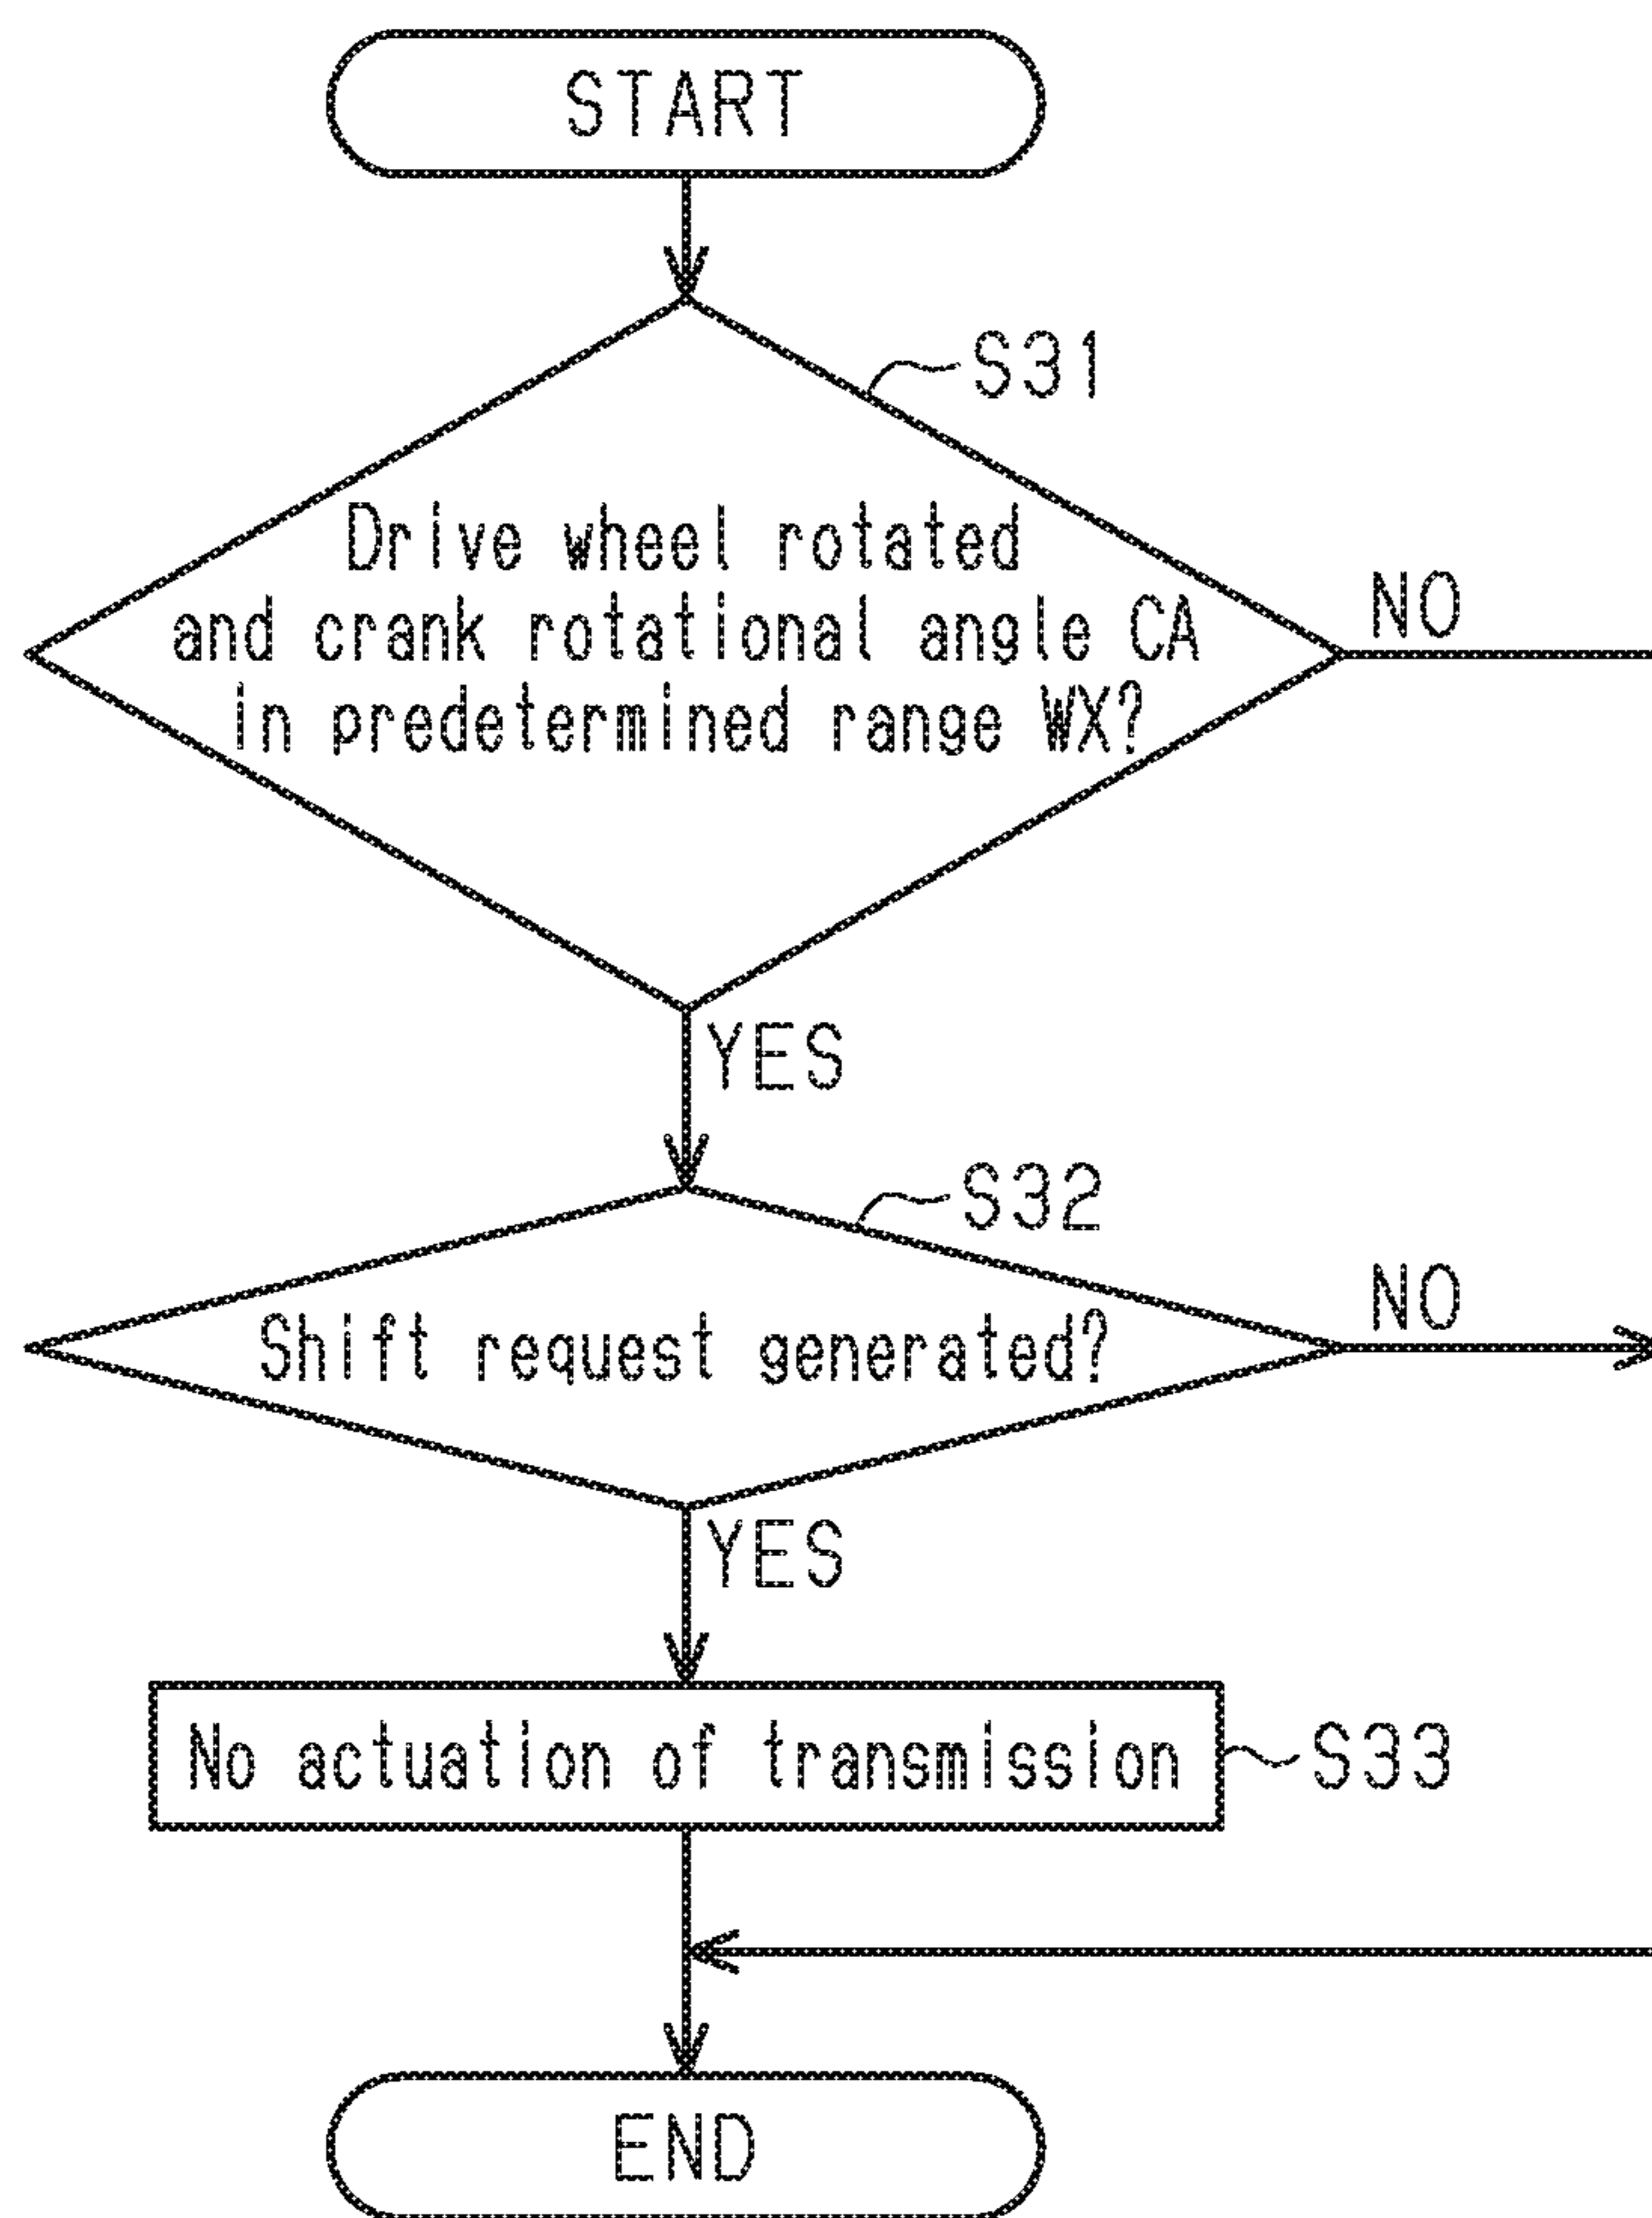 START
S31
Drive wheel rotated
and crank rotational angle CA
in predetermined range WX?
NO
YES
S32
Shift request generated?
NO
YES
No actuation of transmission
S33
END